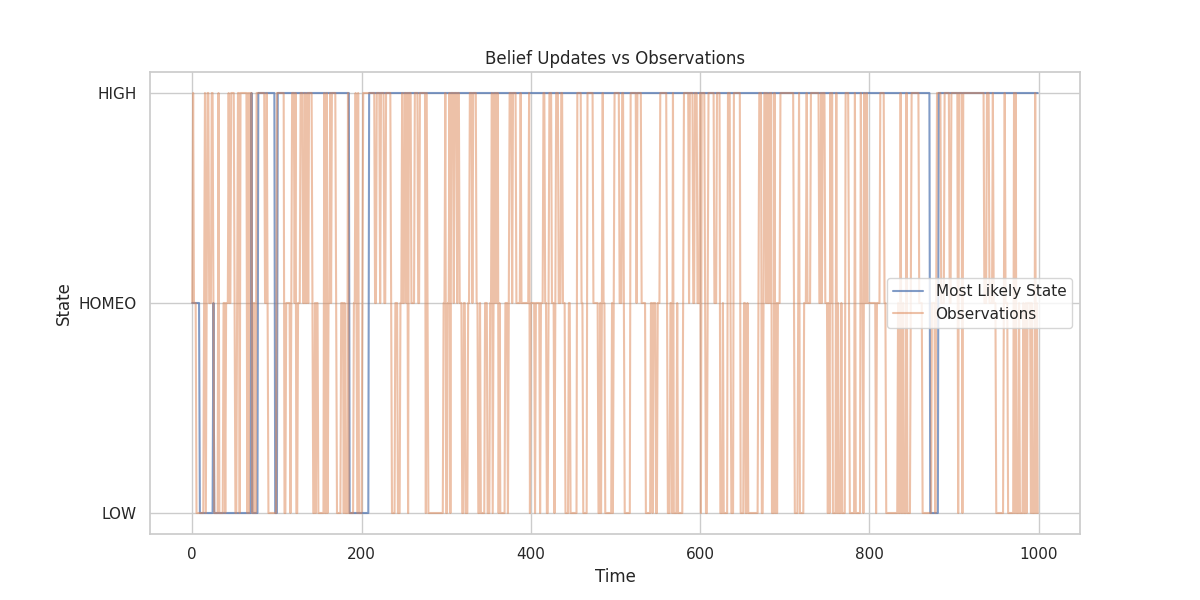 Belief Updates vs Observations
HIGH
HOMEO
LOW
State
Most Likely State
Observations
0
200
400
600
800
1000
Time